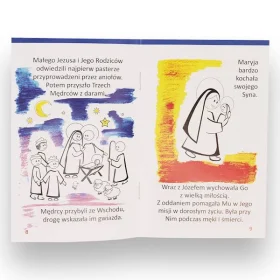 Małego Jezusa i Jego Rodziców
odwiedzili najpierw pasterze
przyprowadzeni przez aniołów.
Potem przyszło Trzech
Mędrców z darami.
Mędrcy przybyli ze Wschodu,
drogę wskazała im gwiazda.
8
Maryja
bardzo
kochała
swojego
Syna.
Wraz z Józefem wychowała Go
z wielką miłością.
Z oddaniem pomagała Mu w Jego
misji w dorosłym życiu. Była przy
Nim podczas męki i śmierci.
9